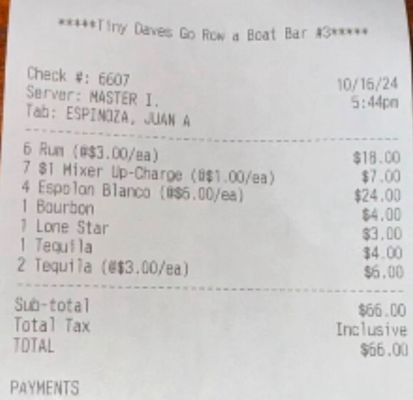 *****Tiny Daves Go Row a Boat Bar #3*****
Check #: 6607 10/16/24
Server: MASTER I. 5:44pm
Tab: ESPINOZA, JUAN A
6 Rum (@$3.00/ea) $18.00
7 $1 Mixer Up-Charge (@$1.00/ea) $7.00
4 Espolon Blanco (@$6.00/ea) $24.00
1 Bourbon $4.00
1 Lone Star $3.00
1 Tequila $4.00
2 Tequila (@$3.00/ea) $6.00
Sub-total $66.00
Total Tax Inclusive
TOTAL $66.00
PAYMENTS